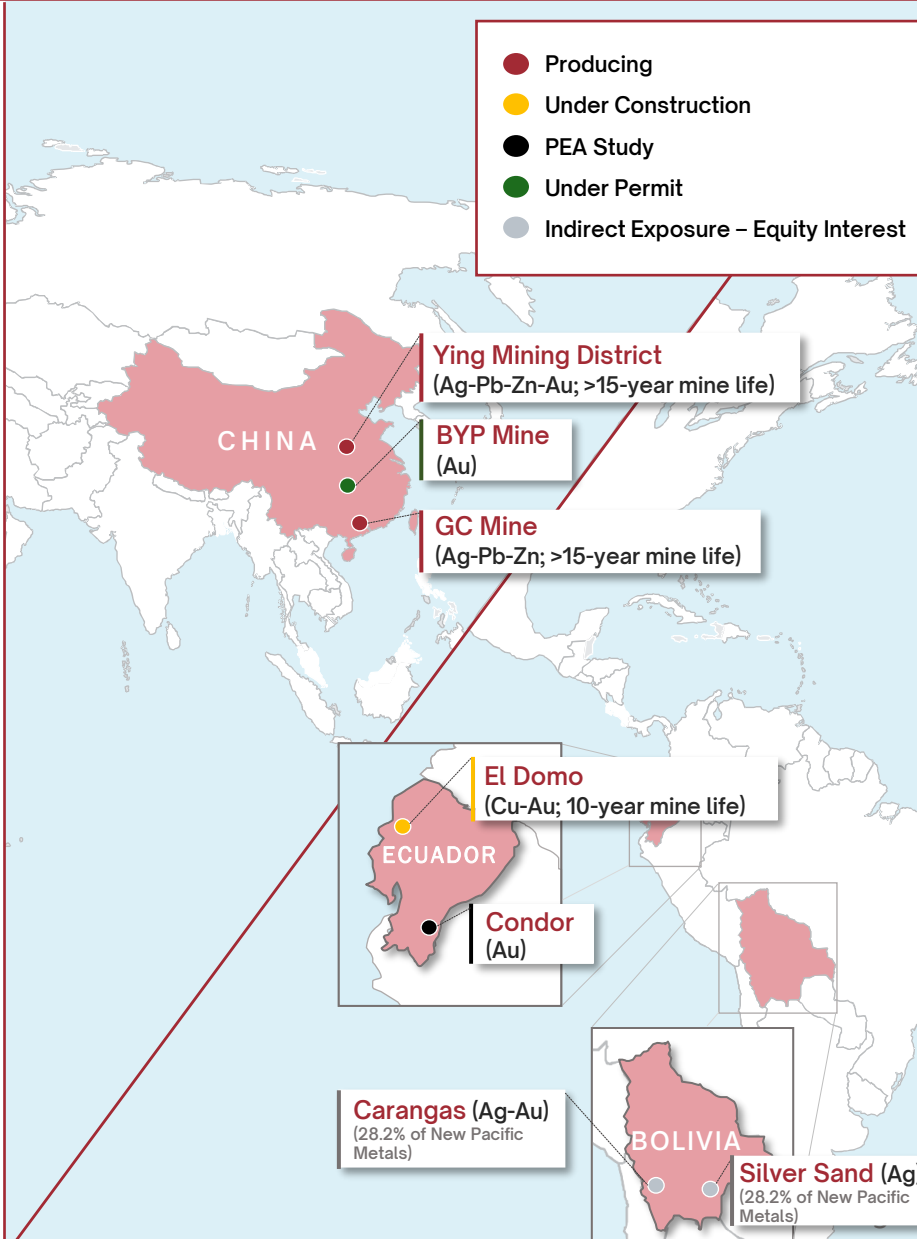 Producing
Under Construction
PEA Study
Under Permit
Indirect Exposure – Equity Interest
Ying Mining District
(Ag-Pb-Zn-Au; >15-year mine life)
CHINA
BYP Mine
(Au)
GC Mine
(Ag-Pb-Zn; >15-year mine life)
El Domo
(Cu-Au; 10-year mine life)
ECUADOR
Condor
(Au)
Carangas (Ag-Au)
(28.2% of New Pacific
Metals)
BOLIVIA
Silver Sand (Ag)
(28.2% of New Pacific
Metals)